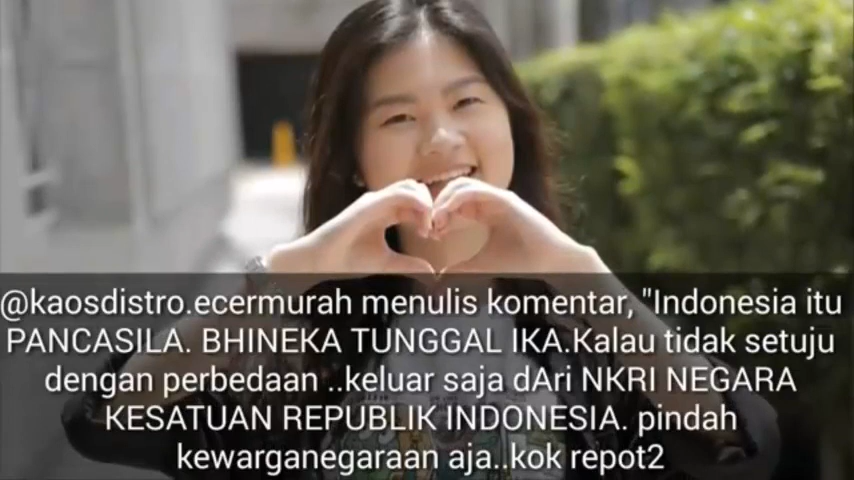 @kaosdistro.ecermurah menulis komentar, "Indonesia itu
PANCASILA. BHINEKA TUNGGAL IKA.Kalau tidak setuju
dengan perbedaan ..keluar saja dAri NKRI NEGARA
KESATUAN REPUBLIK INDONESIA. pindah
kewarganegaraan aja..kok repot2